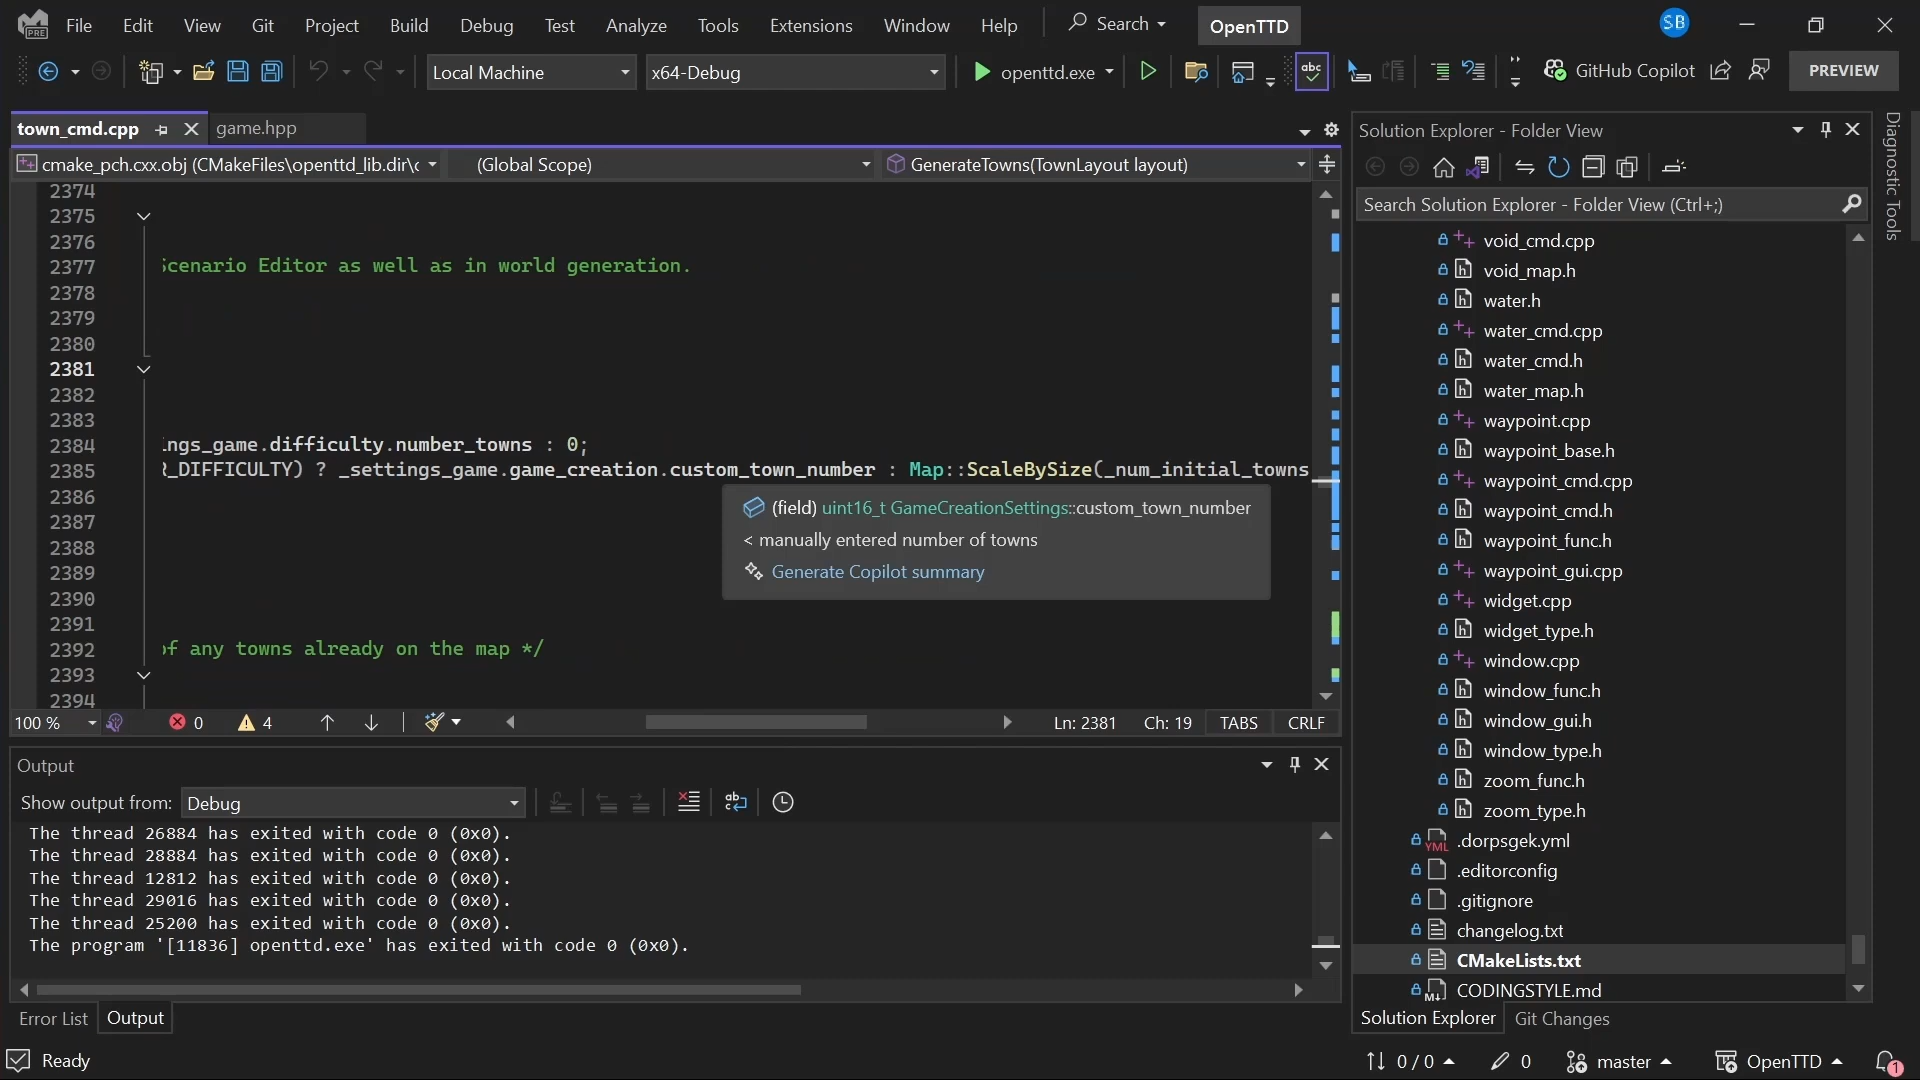 PRE File Edit View Git Project Build Debug Test Analyze Tools Extensions Window Help Search OpenTTD SB
Local Machine x64-Debug openttd.exe abc GitHub Copilot PREVIEW
town_cmd.cpp game.hpp
cmake_pch.cxx.obj (CMakeFiles\openttd_lib.dir\ (Global Scope) GenerateTowns(TownLayout layout)
2374
2375
2376
2377 Scenario Editor as well as in world generation.
2378
2379
2380
2381
2382
2383
2384 ings_game.difficulty.number_towns : 0;
2385 R_DIFFICULTY) ? _settings_game.game_creation.custom_town_number : Map::ScaleBySize(_num_initial_towns
2386
(field) uint16_t GameCreationSettings::custom_town_number
2387
< manually entered number of towns
2388
Generate Copilot summary
2389
2390
2391
2392 of any towns already on the map */
2393
2394
100 % 0 4 Ln: 2381 Ch: 19 TABS CRLF
Output
Show output from: Debug
The thread 26884 has exited with code 0 (0x0).
The thread 28884 has exited with code 0 (0x0).
The thread 12812 has exited with code 0 (0x0).
The thread 29016 has exited with code 0 (0x0).
The thread 25200 has exited with code 0 (0x0).
The program '[11836] openttd.exe' has exited with code 0 (0x0).
Error List Output
Solution Explorer - Folder View
Search Solution Explorer - Folder View (Ctrl+;)
void_cmd.cpp
void_map.h
water.h
water_cmd.cpp
water_cmd.h
water_map.h
waypoint.cpp
waypoint_base.h
waypoint_cmd.cpp
waypoint_cmd.h
waypoint_func.h
waypoint_gui.cpp
widget.cpp
widget_type.h
window.cpp
window_func.h
window_gui.h
window_type.h
zoom_func.h
zoom_type.h
YML .dorpsgek.yml
.editorconfig
.gitignore
changelog.txt
CMakeLists.txt
CODINGSTYLE.md
Solution Explorer Git Changes
Diagnostic Tools
Ready 0 / 0 0 master OpenTTD 1